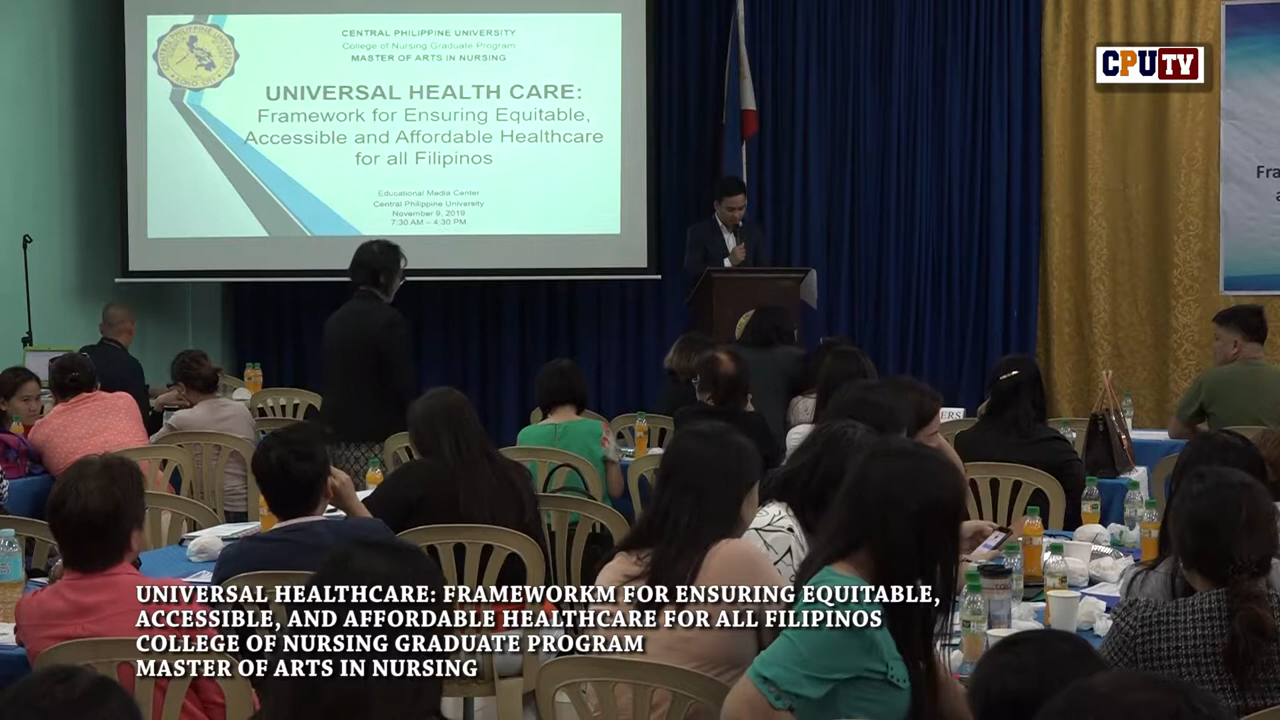 CENTRAL PHILIPPINE UNIVERSITY
College of Nursing Graduate Program
MASTER OF ARTS IN NURSING
UNIVERSAL HEALTH CARE:
Framework for Ensuring Equitable,
Accessible and Affordable Healthcare
for all Filipinos
Educational Media Center
Central Philippine University
November 9, 2019
7:30 AM – 4:30 PM
CPUTV
Fra
a
ERS
UNIVERSAL HEALTHCARE: FRAMEWORKM FOR ENSURING EQUITABLE,
ACCESSIBLE, AND AFFORDABLE HEALTHCARE FOR ALL FILIPINOS
COLLEGE OF NURSING GRADUATE PROGRAM
MASTER OF ARTS IN NURSING